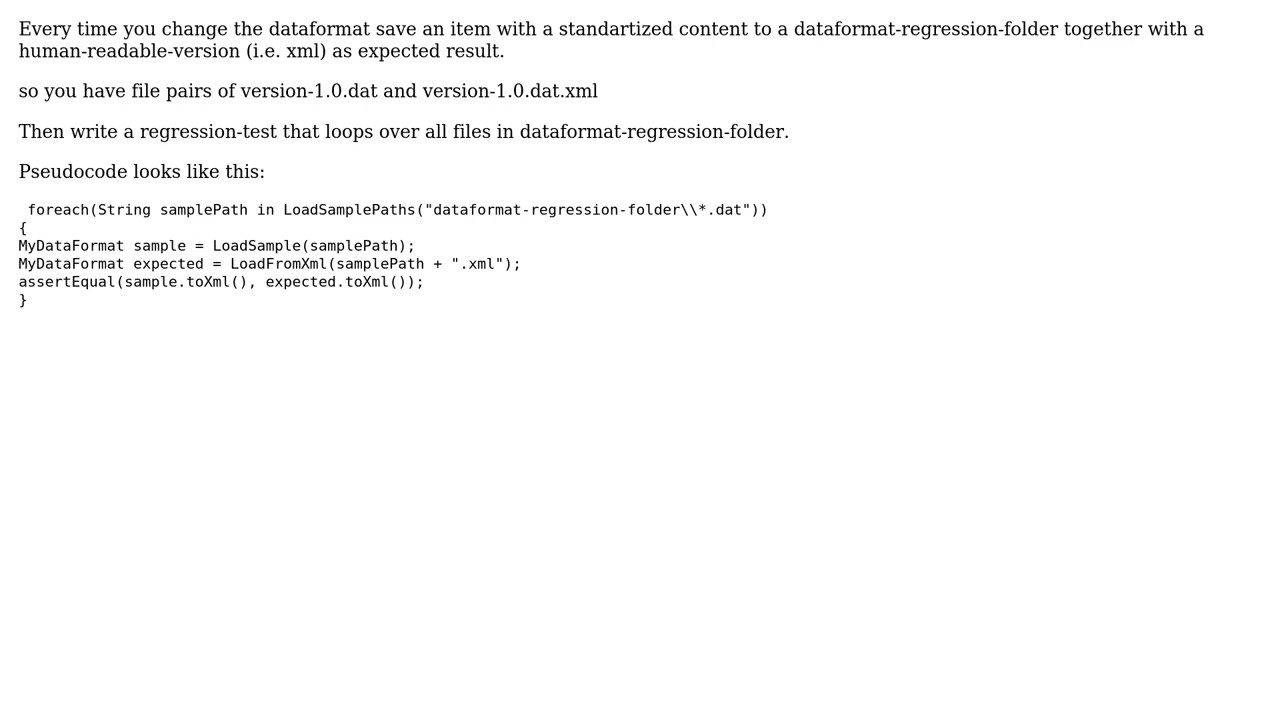 Every time you change the dataformat save an item with a standartized content to a dataformat-regression-folder together with a
human-readable-version (i.e. xml) as expected result.
so you have file pairs of version-1.0.dat and version-1.0.dat.xml
Then write a regression-test that loops over all files in dataformat-regression-folder.
Pseudocode looks like this:
foreach(String samplePath in LoadSamplePaths("dataformat-regression-folder\\*.dat"))
{
MyDataFormat sample = LoadSample(samplePath);
MyDataFormat expected = LoadFromXml(samplePath + ".xml");
assertEqual(sample.toXml(), expected.toXml());
}